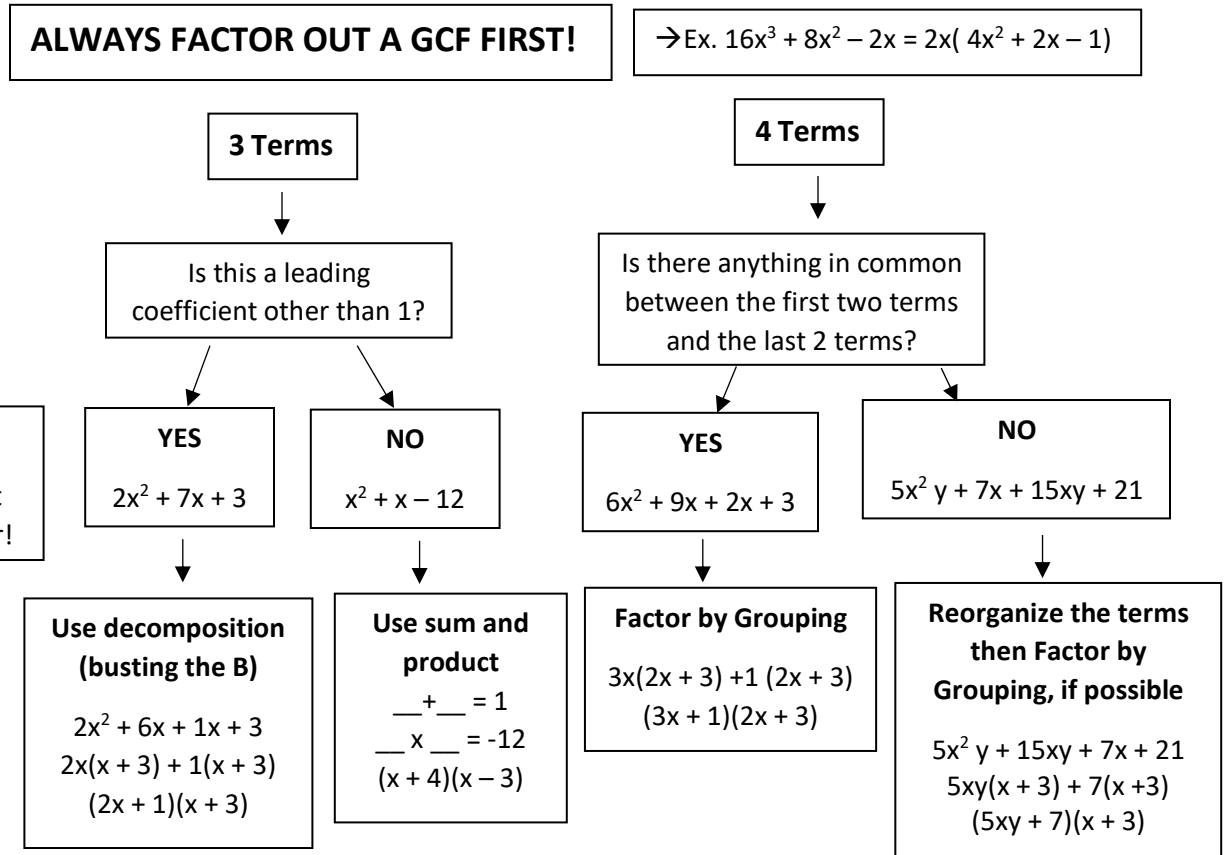 ALWAYS FACTOR OUT A GCF FIRST!
→Ex. 16x³ + 8x² – 2x = 2x( 4x² + 2x – 1)
3 Terms
Is this a leading
coefficient other than 1?
YES
2x² + 7x + 3
NO
x² + x – 12
Use decomposition
(busting the B)
2x² + 6x + 1x + 3
2x(x + 3) + 1(x + 3)
(2x + 1)(x + 3)
Use sum and
product
__+__ = 1
__ x __ = -12
(x + 4)(x – 3)
4 Terms
Is there anything in common
between the first two terms
and the last 2 terms?
YES
6x² + 9x + 2x + 3
NO
5x² y + 7x + 15xy + 21
Factor by Grouping
3x(2x + 3) +1 (2x + 3)
(3x + 1)(2x + 3)
Reorganize the terms
then Factor by
Grouping, if possible
5x² y + 15xy + 7x + 21
5xy(x + 3) + 7(x +3)
(5xy + 7)(x + 3)